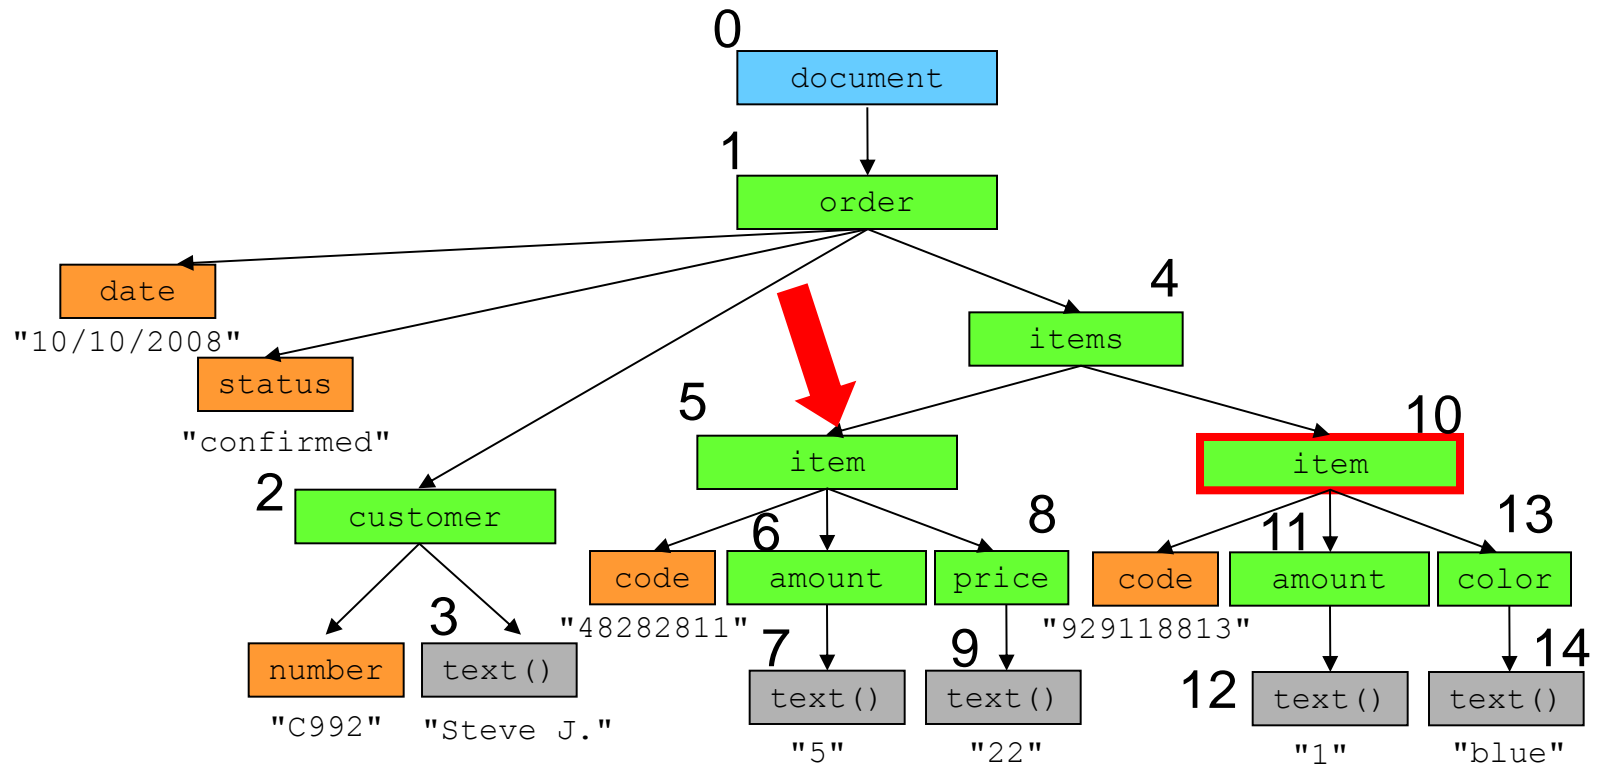 0
document
1
order
date
"10/10/2008"
status
"confirmed"
4
items
5
item
10
item
2
customer
number
"C992"
3
text()
"Steve J."
code
"48282811"
6
amount
8
price
7
text()
"5"
9
text()
"22"
code
"929118813"
11
amount
13
color
12
text()
"1"
14
text()
"blue"